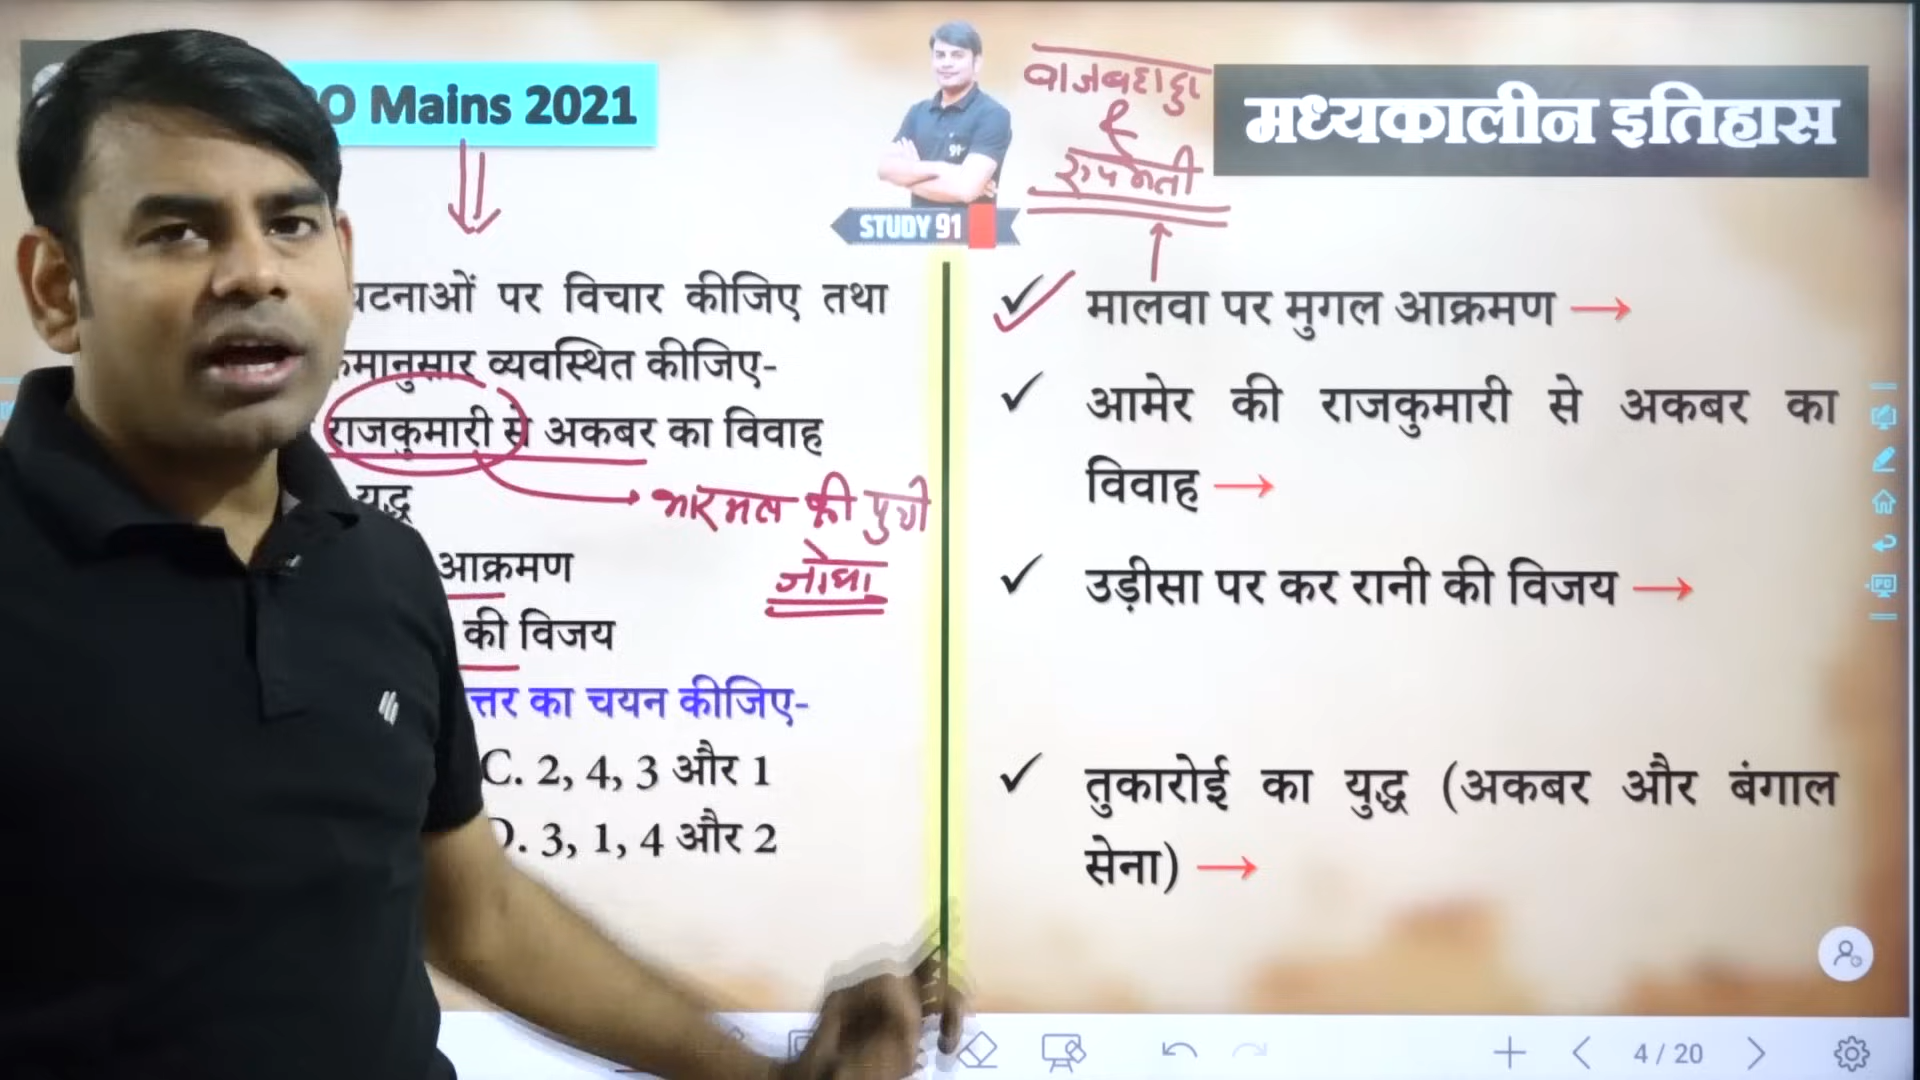 O Mains 2021
STUDY 91
91
बाजबहादुर
रुपमती
मध्यकालीन इतिहास
घटनाओं पर विचार कीजिए तथा
क्रमानुसार व्यवस्थित कीजिए-
राजकुमारी से अकबर का विवाह
युद्ध
भारमल की पुत्री
जोधा
आक्रमण
की विजय
त्तर का चयन कीजिए-
C. 2, 4, 3 और 1
D. 3, 1, 4 और 2
✓ मालवा पर मुगल आक्रमण →
✓ आमेर की राजकुमारी से अकबर का
विवाह →
✓ उड़ीसा पर कर रानी की विजय →
✓ तुकारोई का युद्ध (अकबर और बंगाल
सेना) →
4 / 20